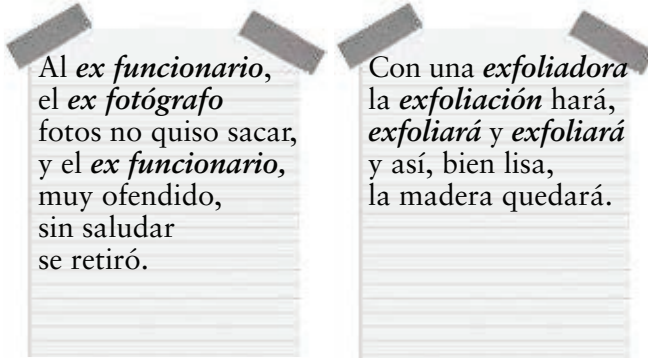 Al ex funcionario,
el ex fotógrafo
fotos no quiso sacar,
y el ex funcionario,
muy ofendido,
sin saludar
se retiró.
Con una exfoliadora
la exfoliación hará,
exfoliará y exfoliará
y así, bien lisa,
la madera quedará.